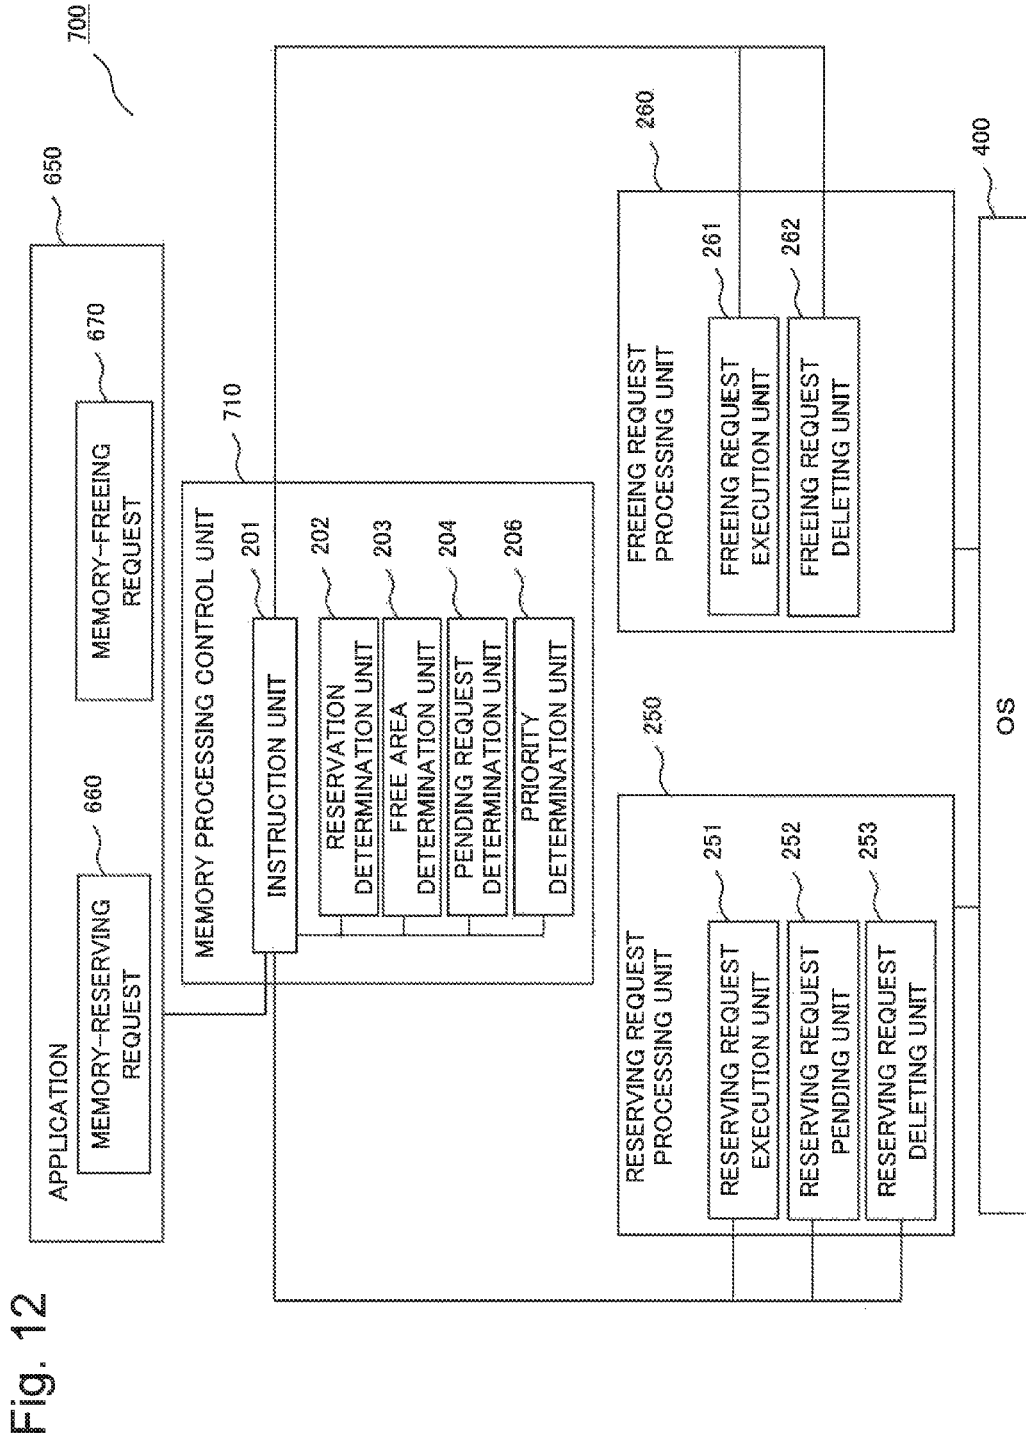 Fig. 12
700
APPLICATION
650
MEMORY-RESERVING
REQUEST
660
MEMORY-FREEING
REQUEST
670
MEMORY PROCESSING CONTROL UNIT
710
INSTRUCTION UNIT
201
RESERVATION
DETERMINATION UNIT
202
FREE AREA
DETERMINATION UNIT
203
PENDING REQUEST
DETERMINATION UNIT
204
PRIORITY
DETERMINATION UNIT
206
RESERVING REQUEST
PROCESSING UNIT
250
RESERVING REQUEST
EXECUTION UNIT
251
RESERVING REQUEST
PENDING UNIT
252
RESERVING REQUEST
DELETING UNIT
253
FREEING REQUEST
PROCESSING UNIT
260
FREEING REQUEST
EXECUTION UNIT
261
FREEING REQUEST
DELETING UNIT
262
OS
400